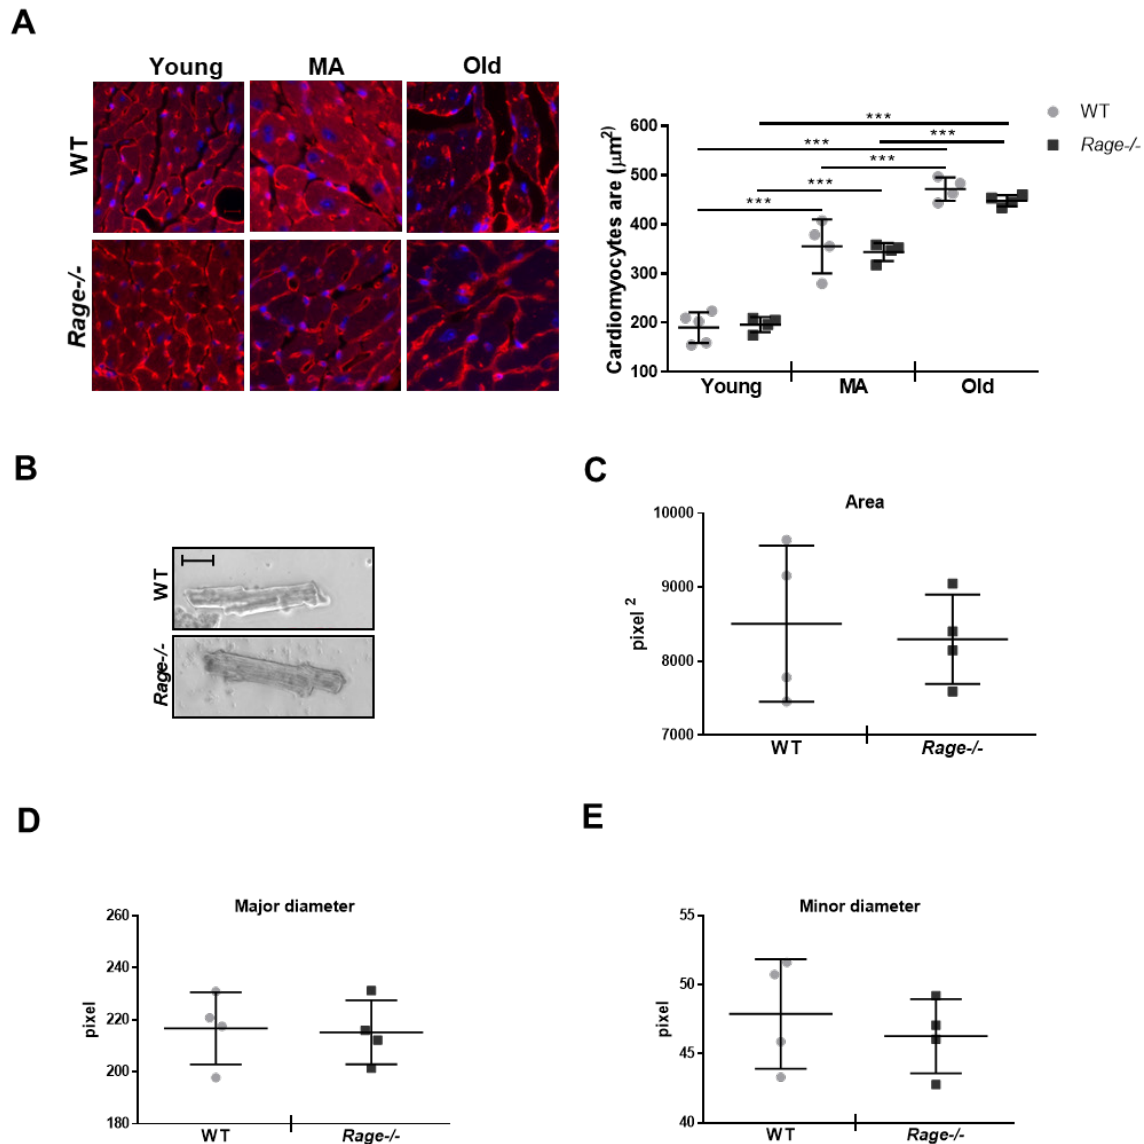 A
Young MA Old
WT
Rage-/-
Cardiomyocytes are (μm²)
600
500
400
300
200
100
***
***
***
***
***
***
Young MA Old
WT
Rage-/-
B
WT
Rage-/-
C
Area
pixel ²
10000
9000
8000
7000
WT Rage-/-
D
Major diameter
pixel
260
240
220
200
180
WT Rage-/-
E
Minor diameter
pixel
55
50
45
40
WT Rage-/-